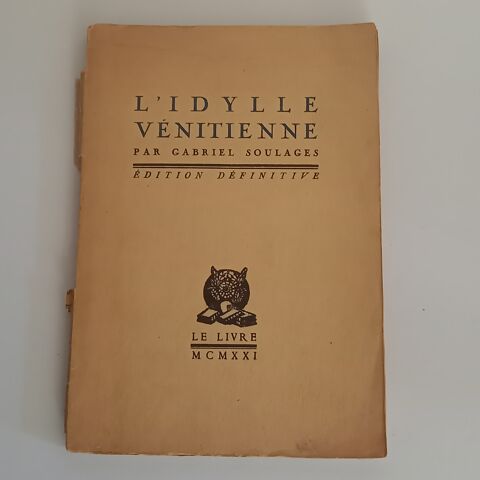 L'IDYLLE
VÉNITIENNE
PAR GABRIEL SOULAGES
ÉDITION DÉFINITIVE
LE LIVRE
MCMXXI